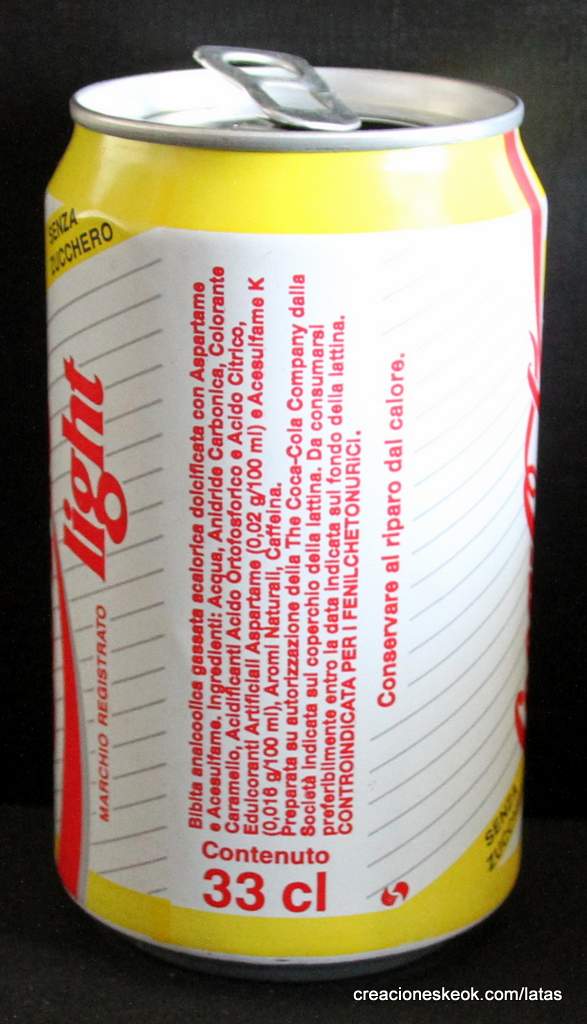 SENZA
ZUCCHERO
light
MARCHIO REGISTRATO
Bibita analcoolica gassata acalorica dolcificata con Aspartame
e Acesulfame. Ingredienti: Acqua, Anidride Carbonica, Colorante
Caramello, Acidificanti Acido Ortofosforico e Acido Citrico,
Edulcoranti Artificiali Aspartame (0,02 g/100 ml) e Acesulfame K
(0,016 g/100 ml), Aromi Naturali, Caffeina.
Preparata su autorizzazione della The Coca-Cola Company dalla
Società indicata sul coperchio della lattina. Da consumarsi
preferibilmente entro la data indicata sul fondo della lattina.
CONTROINDICATA PER I FENILCHETONURICI.
Conservare al riparo dal calore.
Contenuto
33 cl
SENZA
creacioneskeok.com/latas